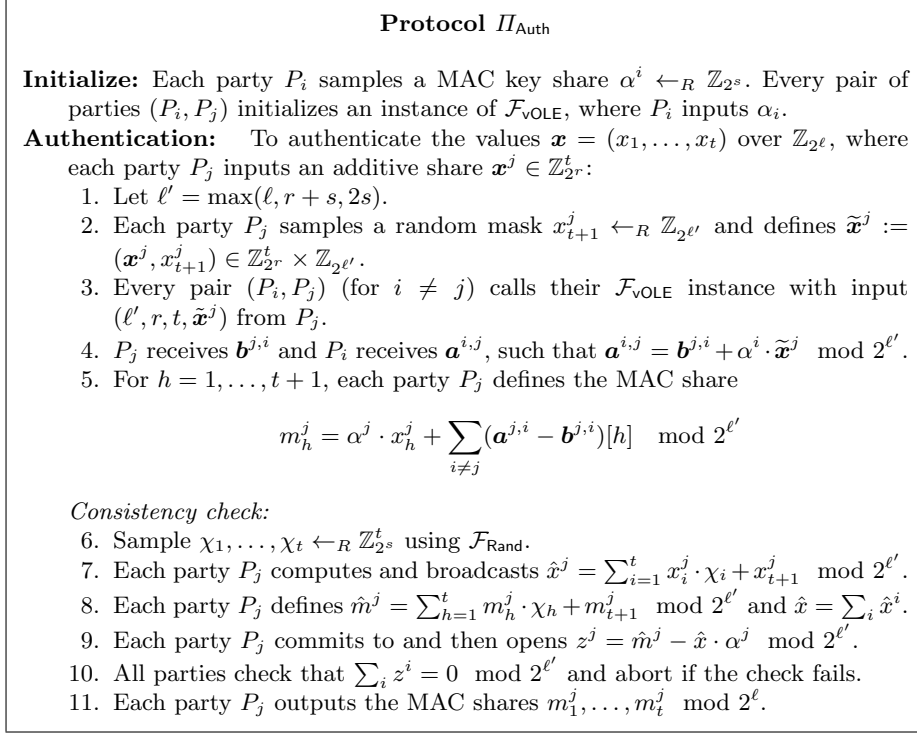 Protocol Π_Auth
Initialize: Each party P_i samples a MAC key share α^i ←_R ℤ_{2^s}. Every pair of
parties (P_i, P_j) initializes an instance of ℱ_vOLE, where P_i inputs α_i.
Authentication: To authenticate the values 𝒙 = (x_1, . . . , x_t) over ℤ_{2^ℓ}, where
each party P_j inputs an additive share 𝒙^j ∈ ℤ^t_{2^r}:
1. Let ℓ′ = max(ℓ, r + s, 2s).
2. Each party P_j samples a random mask x^j_{t+1} ←_R ℤ_{2^{ℓ′}} and defines 𝒙̃^j :=
(𝒙^j, x^j_{t+1}) ∈ ℤ^t_{2^r} × ℤ_{2^{ℓ′}}.
3. Every pair (P_i, P_j) (for i ≠ j) calls their ℱ_vOLE instance with input
(ℓ′, r, t, 𝒙̃^j) from P_j.
4. P_j receives 𝒃^{j,i} and P_i receives 𝒂^{i,j}, such that 𝒂^{i,j} = 𝒃^{j,i} + α^i · 𝒙̃^j mod 2^{ℓ′}.
5. For h = 1, . . . , t + 1, each party P_j defines the MAC share
m^j_h = α^j · x^j_h + ∑_{i≠j} (𝒂^{j,i} − 𝒃^{j,i})[h] mod 2^{ℓ′}
Consistency check:
6. Sample χ_1, . . . , χ_t ←_R ℤ^t_{2^s} using ℱ_Rand.
7. Each party P_j computes and broadcasts x̂^j = ∑^t_{i=1} x^j_i · χ_i + x^j_{t+1} mod 2^{ℓ′}.
8. Each party P_j defines m̂^j = ∑^t_{h=1} m^j_h · χ_h + m^j_{t+1} mod 2^{ℓ′} and x̂ = ∑_i x̂^i.
9. Each party P_j commits to and then opens z^j = m̂^j − x̂ · α^j mod 2^{ℓ′}.
10. All parties check that ∑_i z^i = 0 mod 2^{ℓ′} and abort if the check fails.
11. Each party P_j outputs the MAC shares m^j_1, . . . , m^j_t mod 2^ℓ.